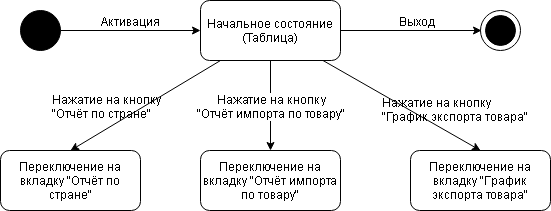 Активация
Начальное состояние
(Таблица)
Выход
Нажатие на кнопку
"Отчёт по стране"
Нажатие на кнопку
"Отчёт импорта по товару"
Нажатие на кнопку
"График экспорта товара"
Переключение на
вкладку "Отчёт по
стране"
Переключение на
вкладку "Отчёт импорта
по товару"
Переключение на
вкладку "График
экспорта товара"